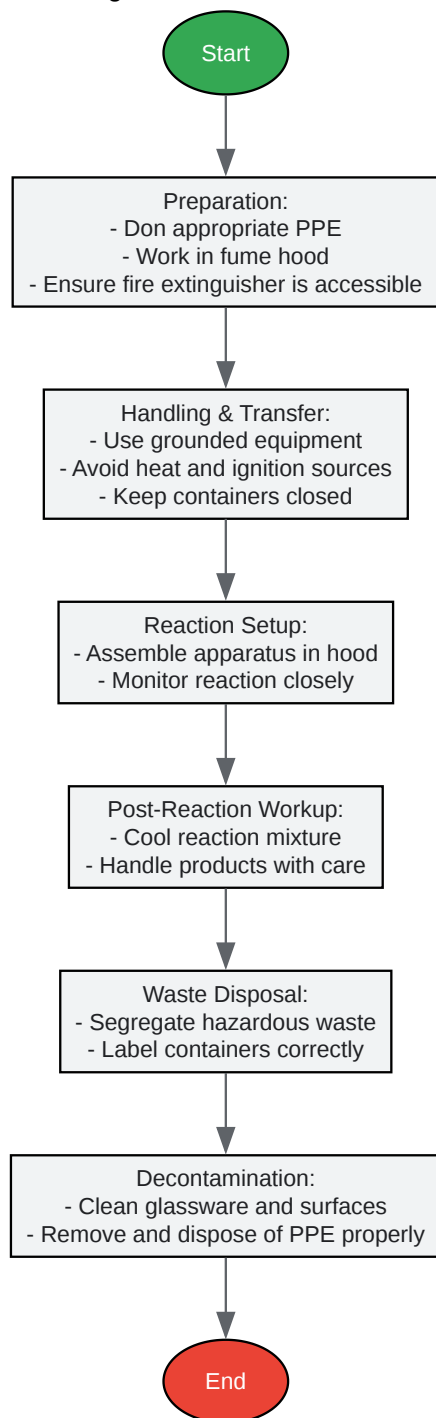 Start
Preparation:
- Don appropriate PPE
- Work in fume hood
- Ensure fire extinguisher is accessible
Handling & Transfer:
- Use grounded equipment
- Avoid heat and ignition sources
- Keep containers closed
Reaction Setup:
- Assemble apparatus in hood
- Monitor reaction closely
Post-Reaction Workup:
- Cool reaction mixture
- Handle products with care
Waste Disposal:
- Segregate hazardous waste
- Label containers correctly
Decontamination:
- Clean glassware and surfaces
- Remove and dispose of PPE properly
End